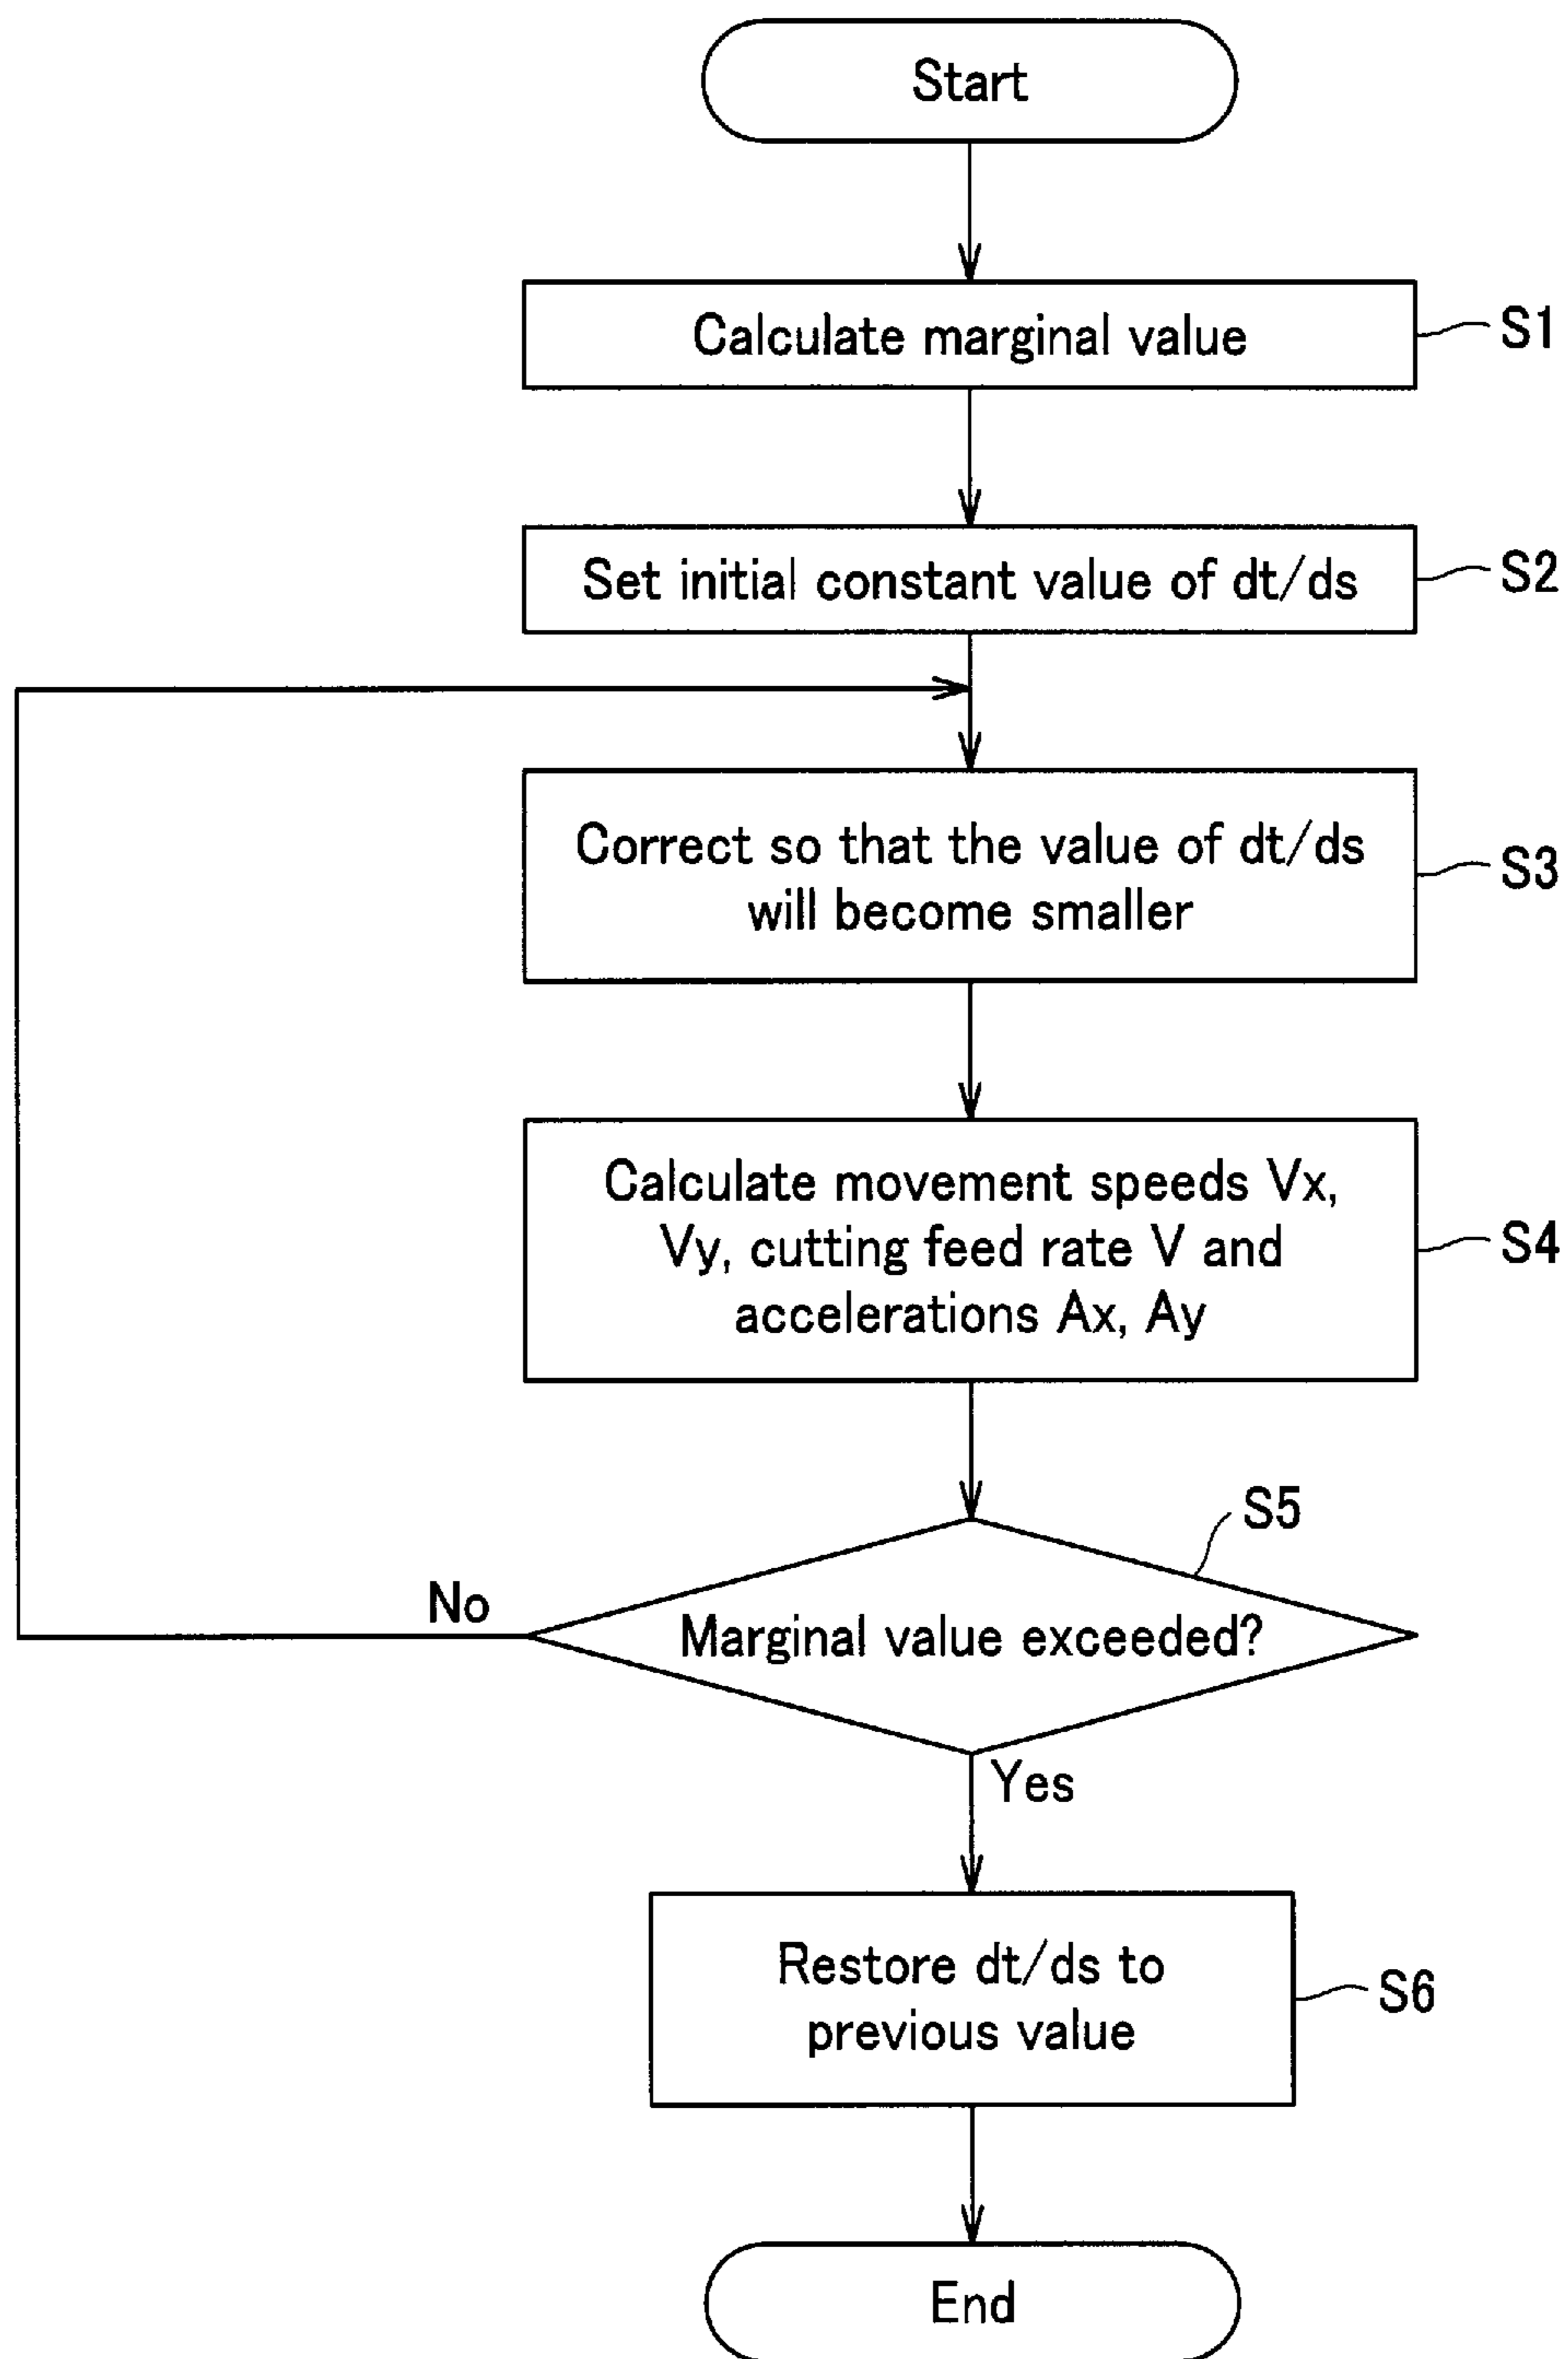 Start
Calculate marginal value
S1
Set initial constant value of dt/ds
S2
Correct so that the value of dt/ds
will become smaller
S3
Calculate movement speeds Vx,
Vy, cutting feed rate V and
accelerations Ax, Ay
S4
S5
No
Marginal value exceeded?
Yes
Restore dt/ds to
previous value
S6
End